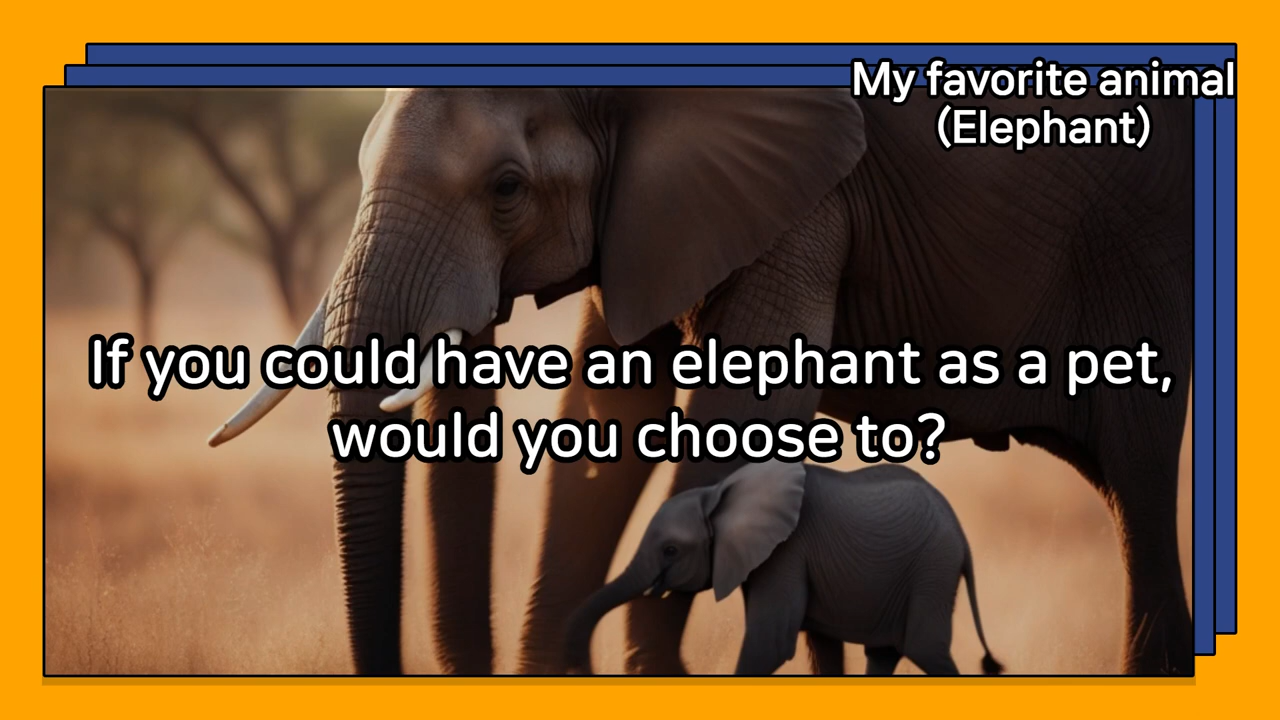 My favorite animal
(Elephant)
If you could have an elephant as a pet,
would you choose to?